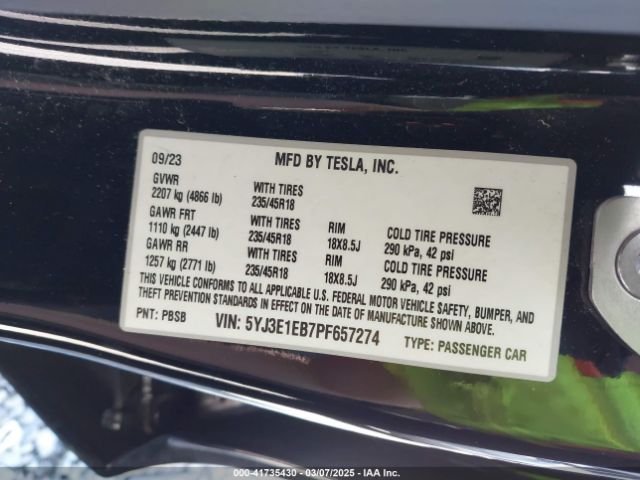 09/23 MFD BY TESLA, INC.
GVWR
2207 kg (4866 lb)
WITH TIRES
235/45R18
GAWR FRT
1110 kg (2447 lb)
WITH TIRES
235/45R18
RIM
18X8.5J
COLD TIRE PRESSURE
290 kPa, 42 psi
GAWR RR
1257 kg (2771 lb)
WITH TIRES
235/45R18
RIM
18X8.5J
COLD TIRE PRESSURE
290 kPa, 42 psi
THIS VEHICLE CONFORMS TO ALL APPLICABLE U.S. FEDERAL MOTOR VEHICLE SAFETY, BUMPER, AND
THEFT PREVENTION STANDARDS IN EFFECT ON THE DATE OF MANUFACTURE SHOWN ABOVE.
PNT: PBSB VIN: 5YJ3E1EB7PF657274 TYPE: PASSENGER CAR
000-41735430 - 03/07/2025 - IAA Inc.